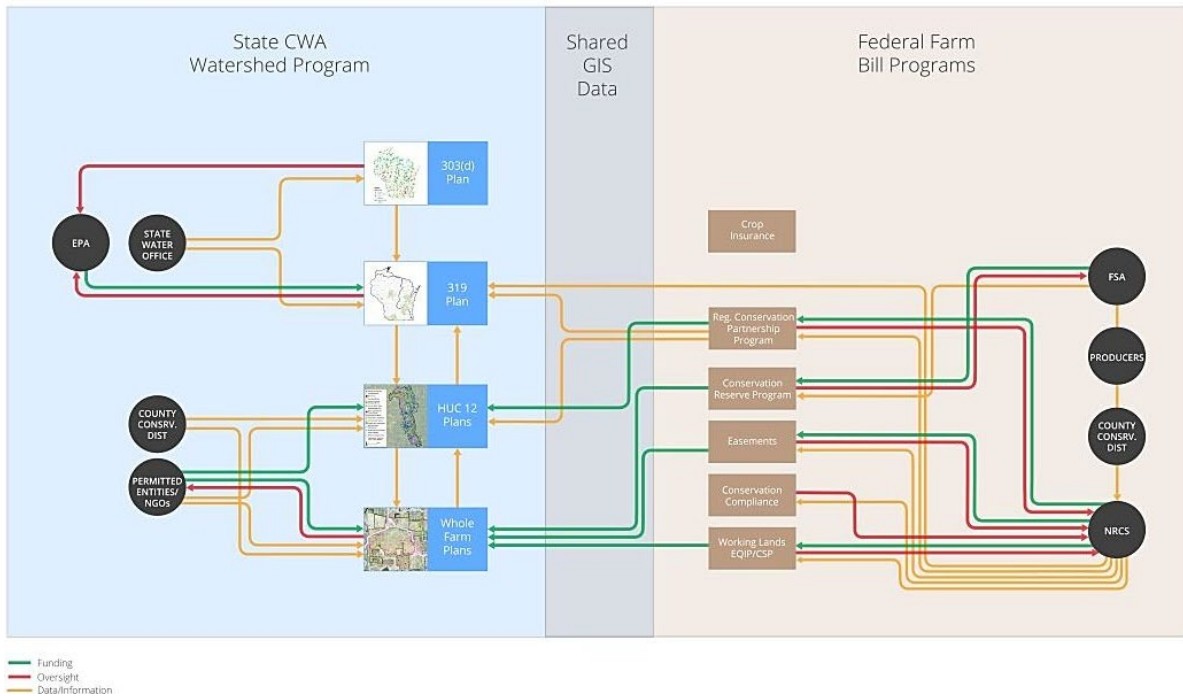 State CWA
Watershed Program
Shared
GIS
Data
Federal Farm
Bill Programs
303(d)
Plan
EPA
STATE
WATER
OFFICE
319
Plan
HUC 12
Plans
COUNTY
CONSRV.
DIST
PERMITTED
ENTITIES/
NGOs
Whole
Farm
Plans
Crop
Insurance
Reg. Conservation
Partnership
Program
Conservation
Reserve Program
Easements
Conservation
Compliance
Working Lands
EQIP/CSP
FSA
PRODUCERS
COUNTY
CONSRV.
DIST
NRCS
Funding
Oversight
Data/Information